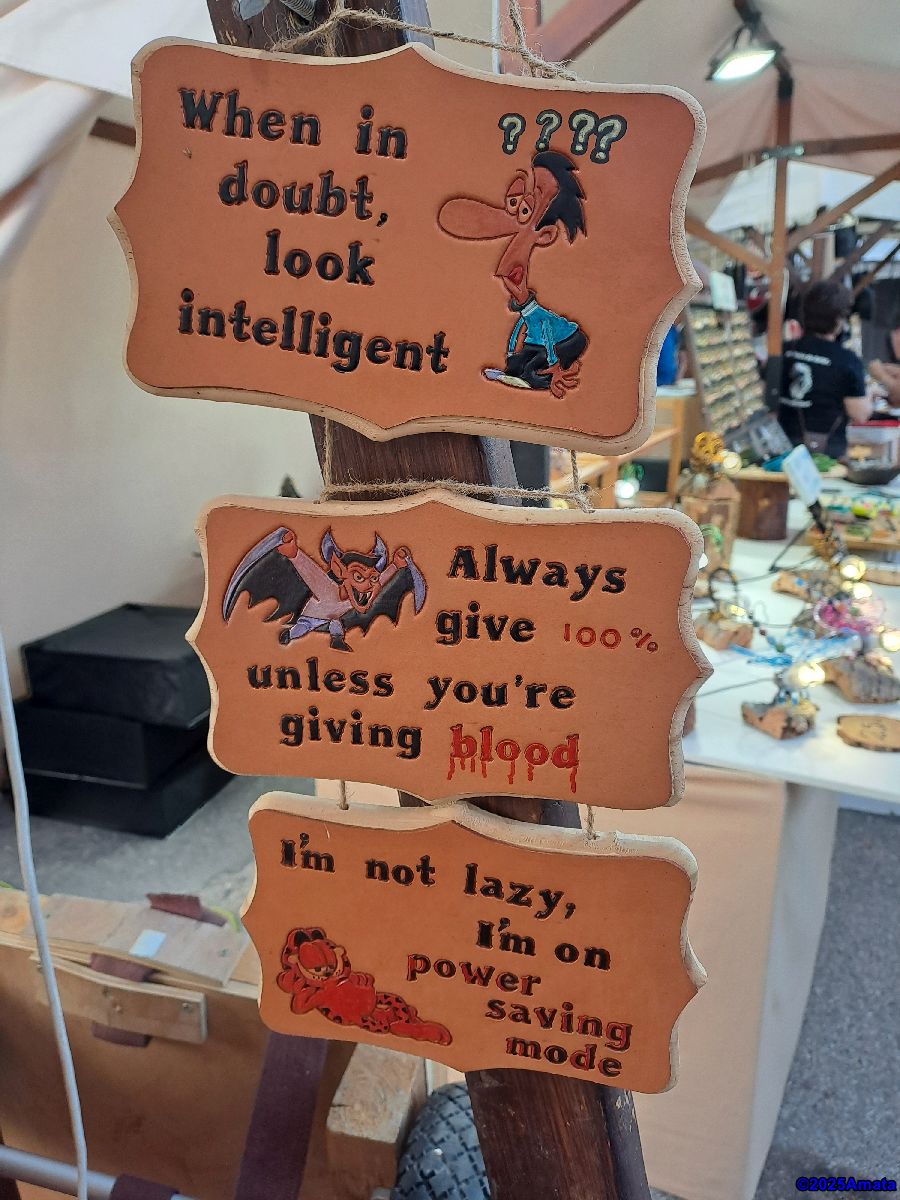 ????
When in
doubt,
look
intelligent
Always
give 100%
unless you're
giving blood
I'm not lazy,
I'm on
power
saving
mode
©2025Amata